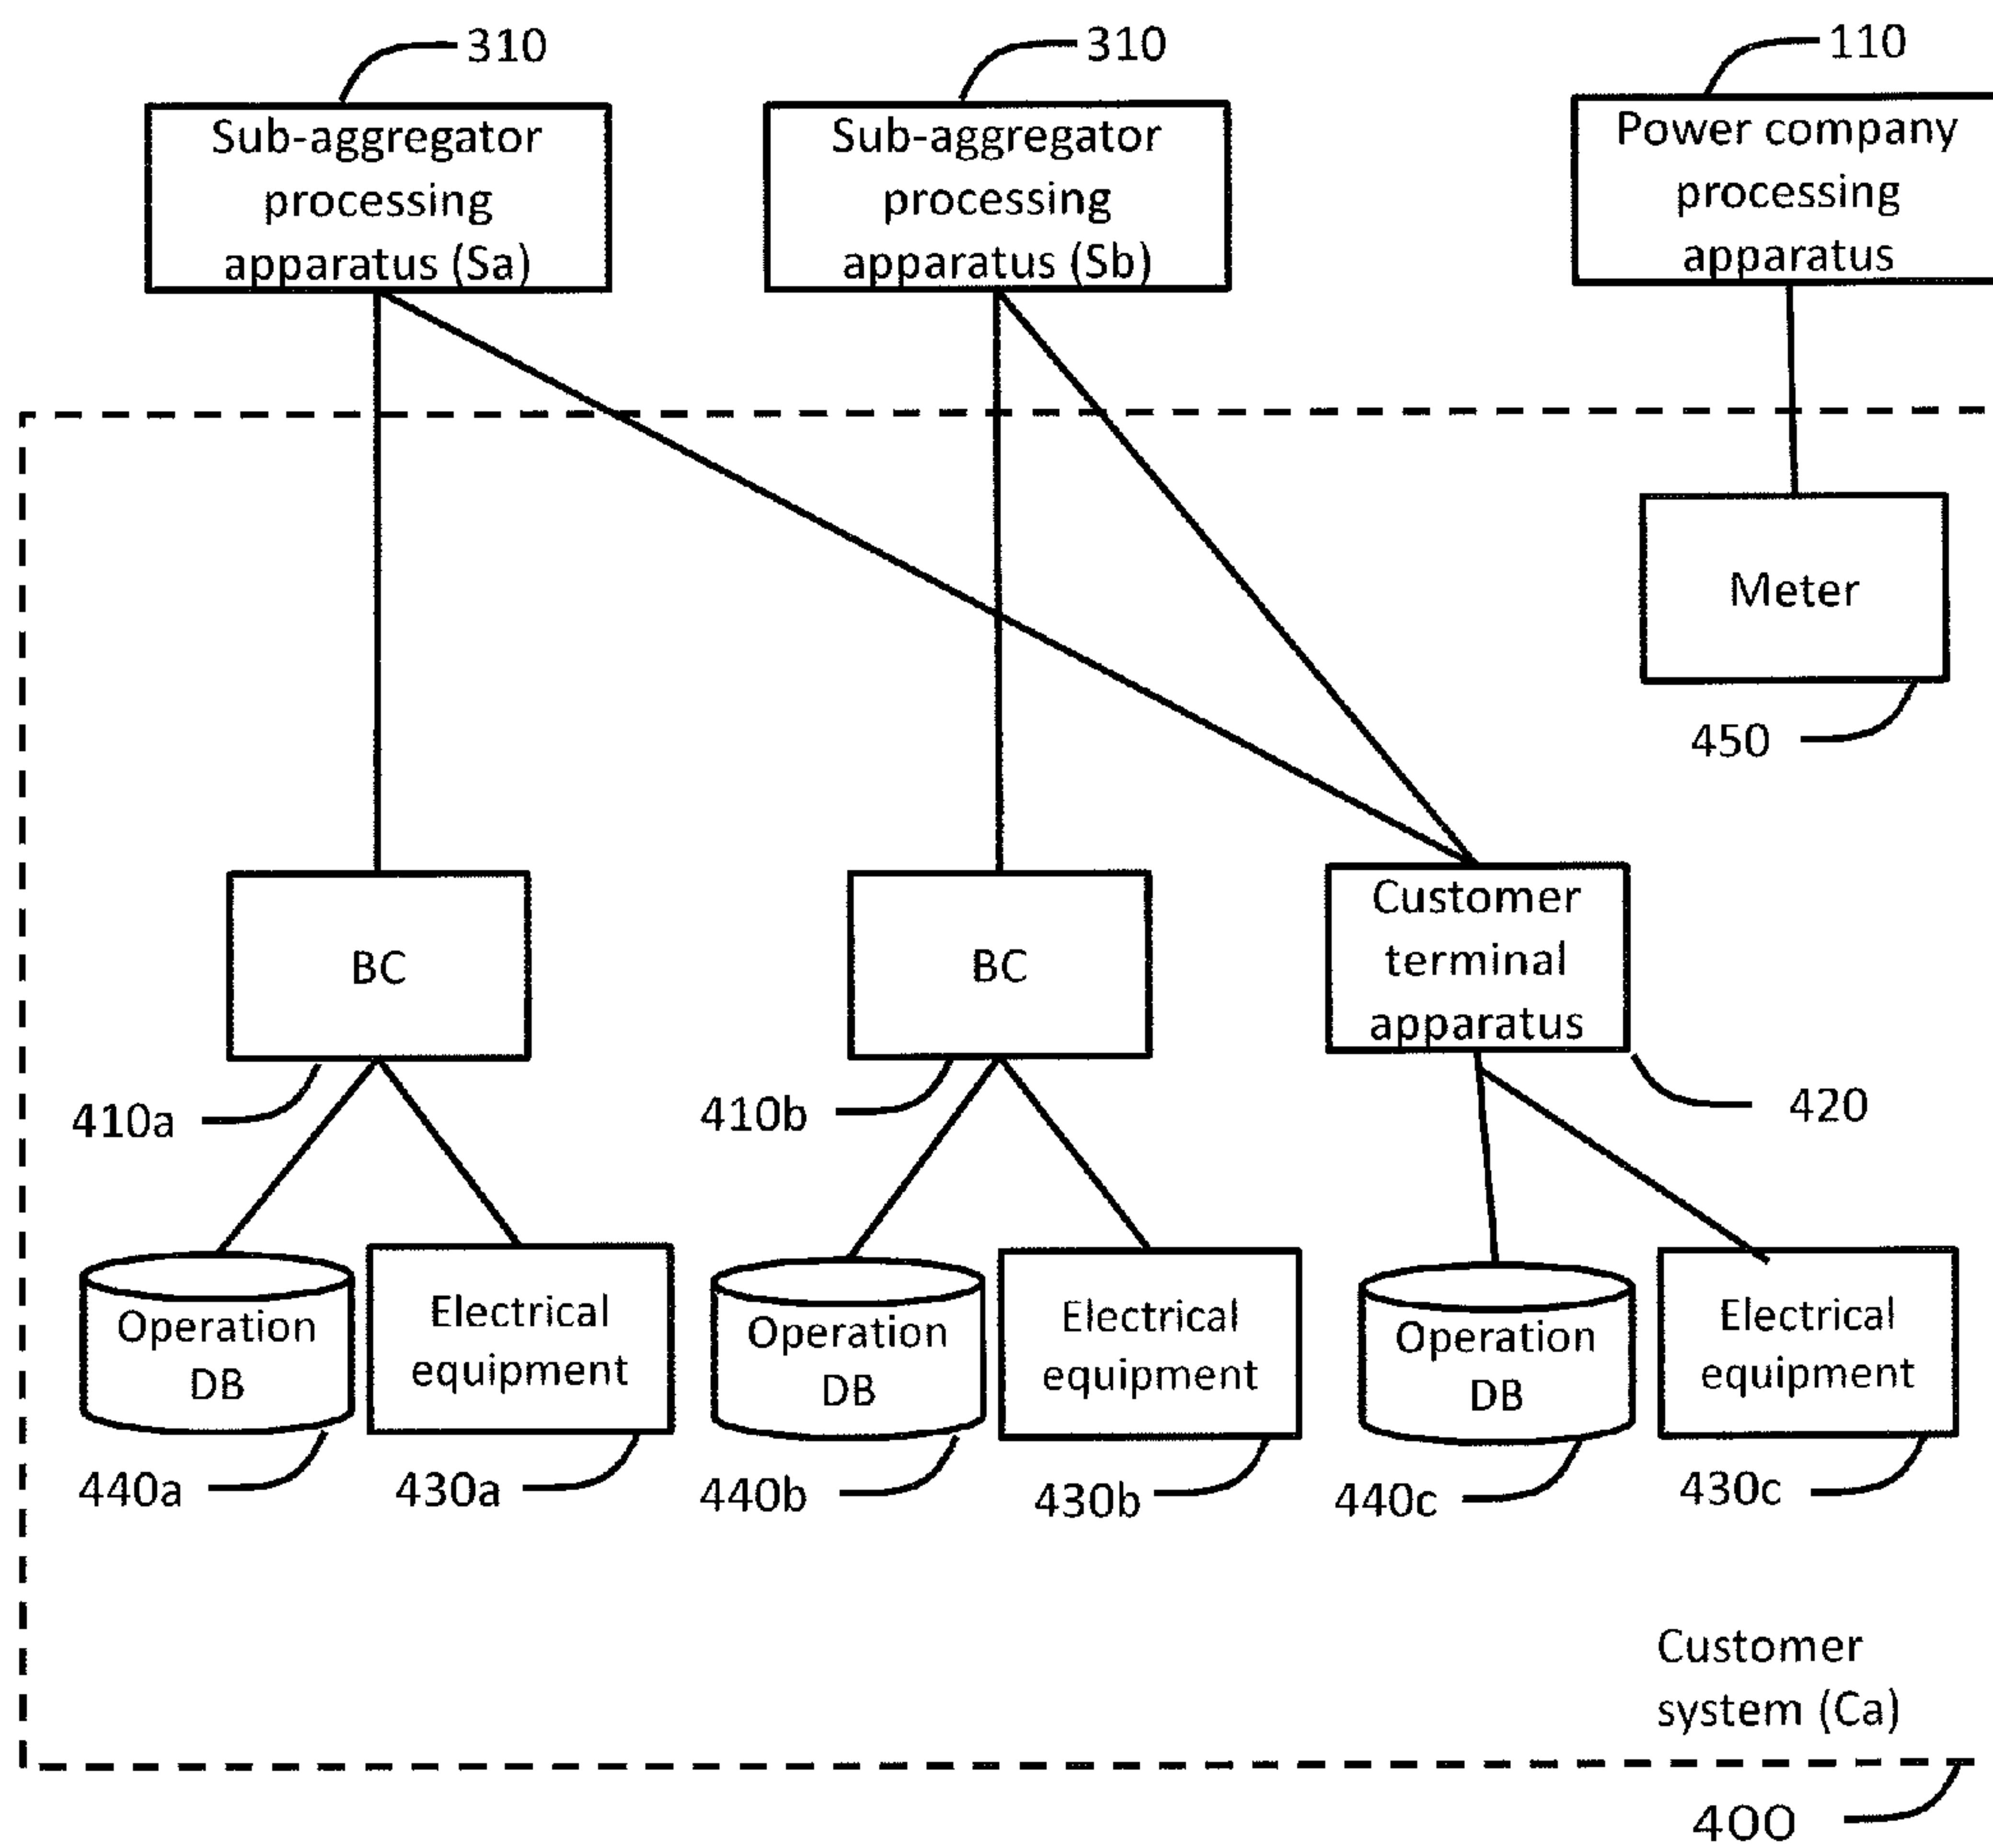 310
310
110
Sub-aggregator
processing
apparatus (Sa)
Sub-aggregator
processing
apparatus (Sb)
Power company
processing
apparatus
Meter
450
BC
BC
Customer
terminal
apparatus
410a
410b
420
Operation
DB
Electrical
equipment
Operation
DB
Electrical
equipment
Operation
DB
Electrical
equipment
440a
430a
440b
430b
440c
430c
Customer
system (Ca)
400